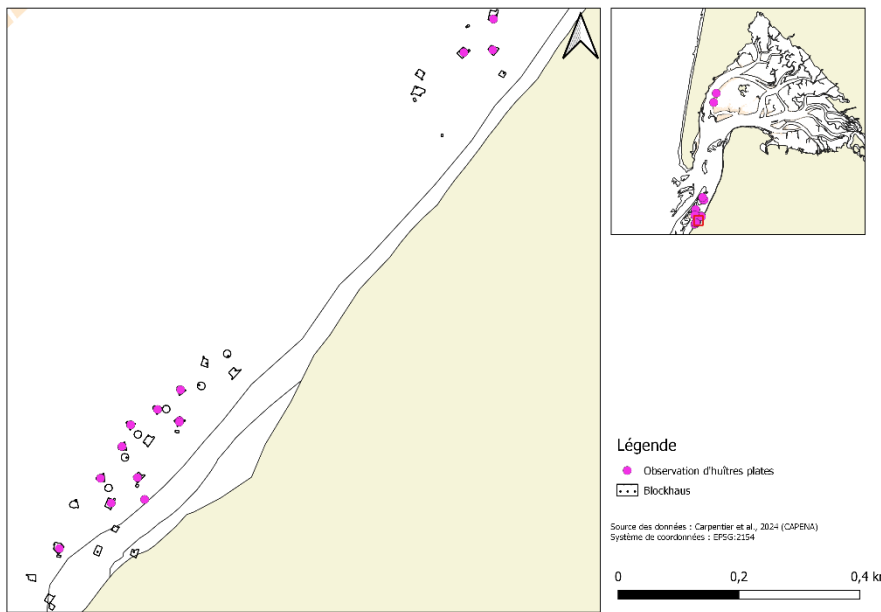 Légende
Observation d'huîtres plates
Blockhaus
Source des données : Carpentier et al., 2024 (CAPENA)
Système de coordonnées : EPSG:2154
0 0,2 0,4 k